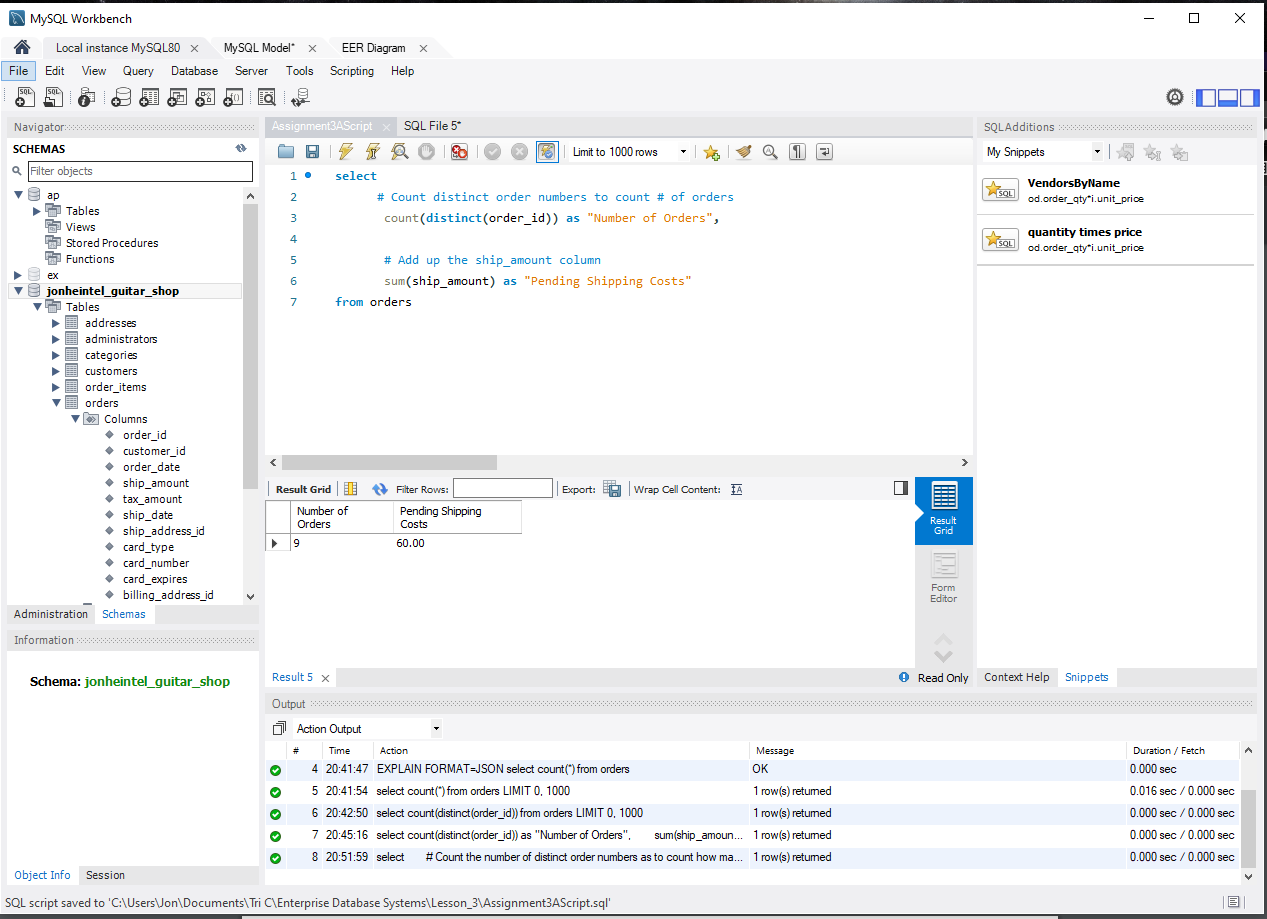 MySQL Workbench
Local instance MySQL80 MySQL Model* EER Diagram
File Edit View Query Database Server Tools Scripting Help
Navigator
SCHEMAS
Filter objects
ap
Tables
Views
Stored Procedures
Functions
ex
jonheintel_guitar_shop
Tables
addresses
administrators
categories
customers
order_items
orders
Columns
order_id
customer_id
order_date
ship_amount
tax_amount
ship_date
ship_address_id
card_type
card_number
card_expires
billing_address_id
Administration Schemas
Information
Schema: jonheintel_guitar_shop
Object Info Session
Assignment3AScript SQL File 5*
Limit to 1000 rows
1 select
2 # Count distinct order numbers to count # of orders
3 count(distinct(order_id)) as "Number of Orders",
4
5 # Add up the ship_amount column
6 sum(ship_amount) as "Pending Shipping Costs"
7 from orders
Result Grid Filter Rows: Export: Wrap Cell Content:
Number of Orders Pending Shipping Costs
9 60.00
Result Grid
Form Editor
Result 5 Read Only
SQLAdditions
My Snippets
VendorsByName
od.order_qty*i.unit_price
quantity times price
od.order_qty*i.unit_price
Context Help Snippets
Output
Action Output
# Time Action Message Duration / Fetch
4 20:41:47 EXPLAIN FORMAT=JSON select count(*) from orders OK 0.000 sec
5 20:41:54 select count(*) from orders LIMIT 0, 1000 1 row(s) returned 0.016 sec / 0.000 sec
6 20:42:50 select count(distinct(order_id)) from orders LIMIT 0, 1000 1 row(s) returned 0.000 sec / 0.000 sec
7 20:45:16 select count(distinct(order_id)) as "Number of Orders", sum(ship_amoun... 1 row(s) returned 0.000 sec / 0.000 sec
8 20:51:59 select # Count the number of distinct order numbers as to count how ma... 1 row(s) returned 0.000 sec / 0.000 sec
SQL script saved to 'C:\Users\Jon\Documents\Tri C\Enterprise Database Systems\Lesson_3\Assignment3AScript.sql'